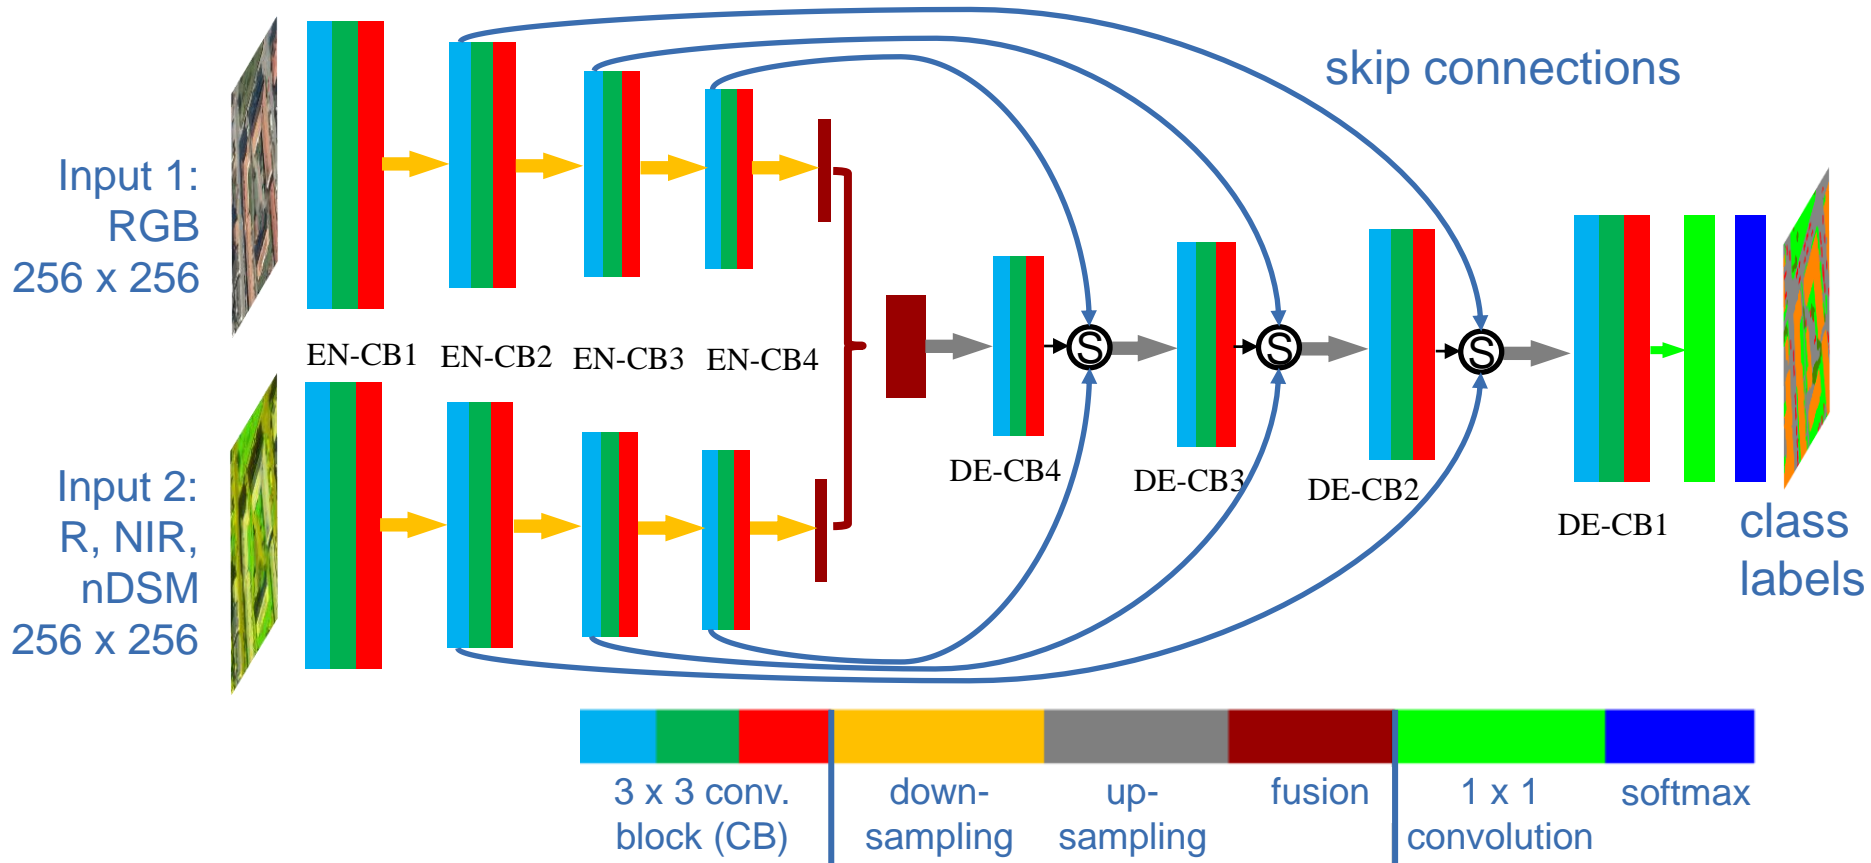 skip connections
Input 1:
RGB
256 x 256
EN-CB1
EN-CB2
EN-CB3
EN-CB4
S
S
S
DE-CB4
DE-CB3
DE-CB2
DE-CB1
Input 2:
R, NIR,
nDSM
256 x 256
class
labels
3 x 3 conv.
block (CB)
down-
sampling
up-
sampling
fusion
1 x 1
convolution
softmax